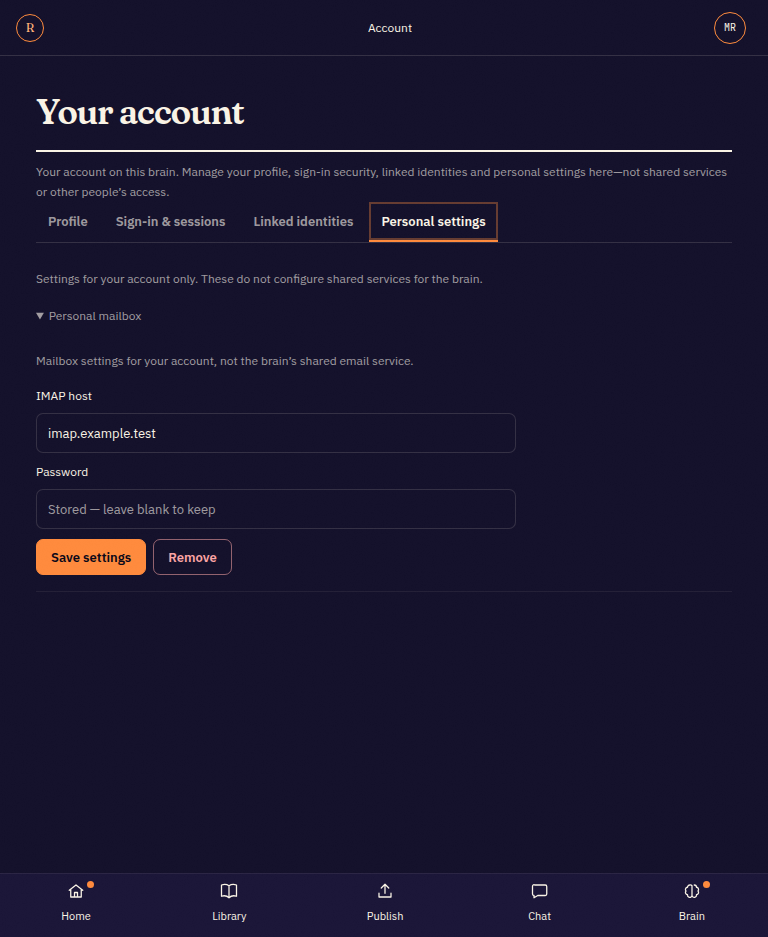 R
Account
MR
Your account
Your account on this brain. Manage your profile, sign-in security, linked identities and personal settings here—not shared services
or other people’s access.
Profile
Sign-in & sessions
Linked identities
Personal settings
Settings for your account only. These do not configure shared services for the brain.
Personal mailbox
Mailbox settings for your account, not the brain’s shared email service.
IMAP host
imap.example.test
Password
Stored — leave blank to keep
Save settings
Remove
Home
Library
Publish
Chat
Brain